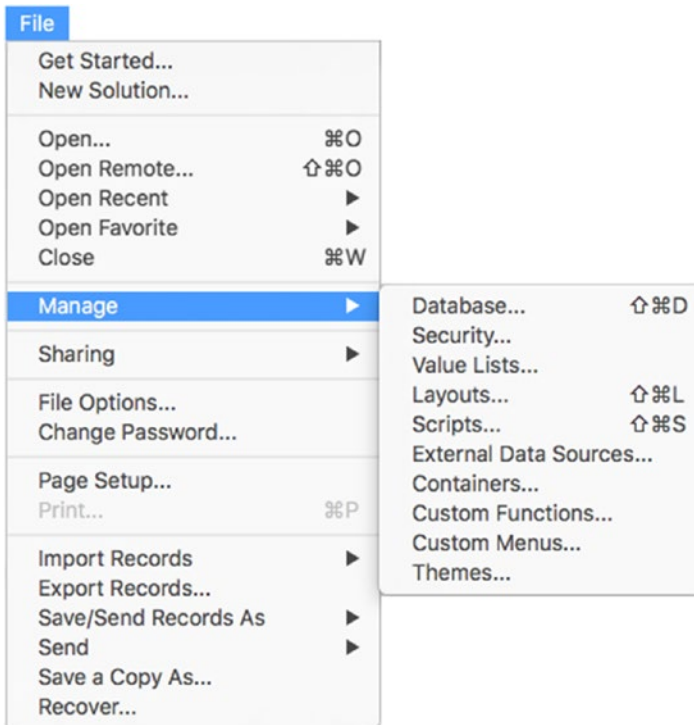 File
Get Started...
New Solution...
Open... ⌘O
Open Remote... ⇧⌘O
Open Recent ▶
Open Favorite ▶
Close ⌘W
Manage ▶
Sharing ▶
File Options...
Change Password...
Page Setup...
Print... ⌘P
Import Records ▶
Export Records...
Save/Send Records As ▶
Send ▶
Save a Copy As...
Recover...
Database... ⇧⌘D
Security...
Value Lists...
Layouts... ⇧⌘L
Scripts... ⇧⌘S
External Data Sources...
Containers...
Custom Functions...
Custom Menus...
Themes...